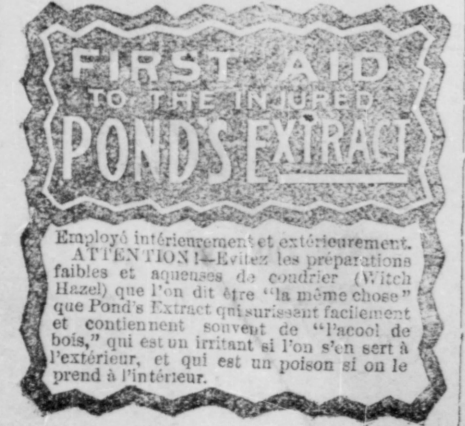 FIRST AID
TO THE INJURED
POND'S EXTRACT
Employé intérieurement et extérieurement.
ATTENTION!—Evitez les préparations
faibles et aqueuses de coudrier (Witch
Hazel) que l'on dit être "la même chose"
que Pond's Extract qui surissent facilement
et contiennent souvent de "l'acool de
bois," qui est un irritant si l'on s'en sert à
l'extérieur, et qui est un poison si on le
prend à l'intérieur.